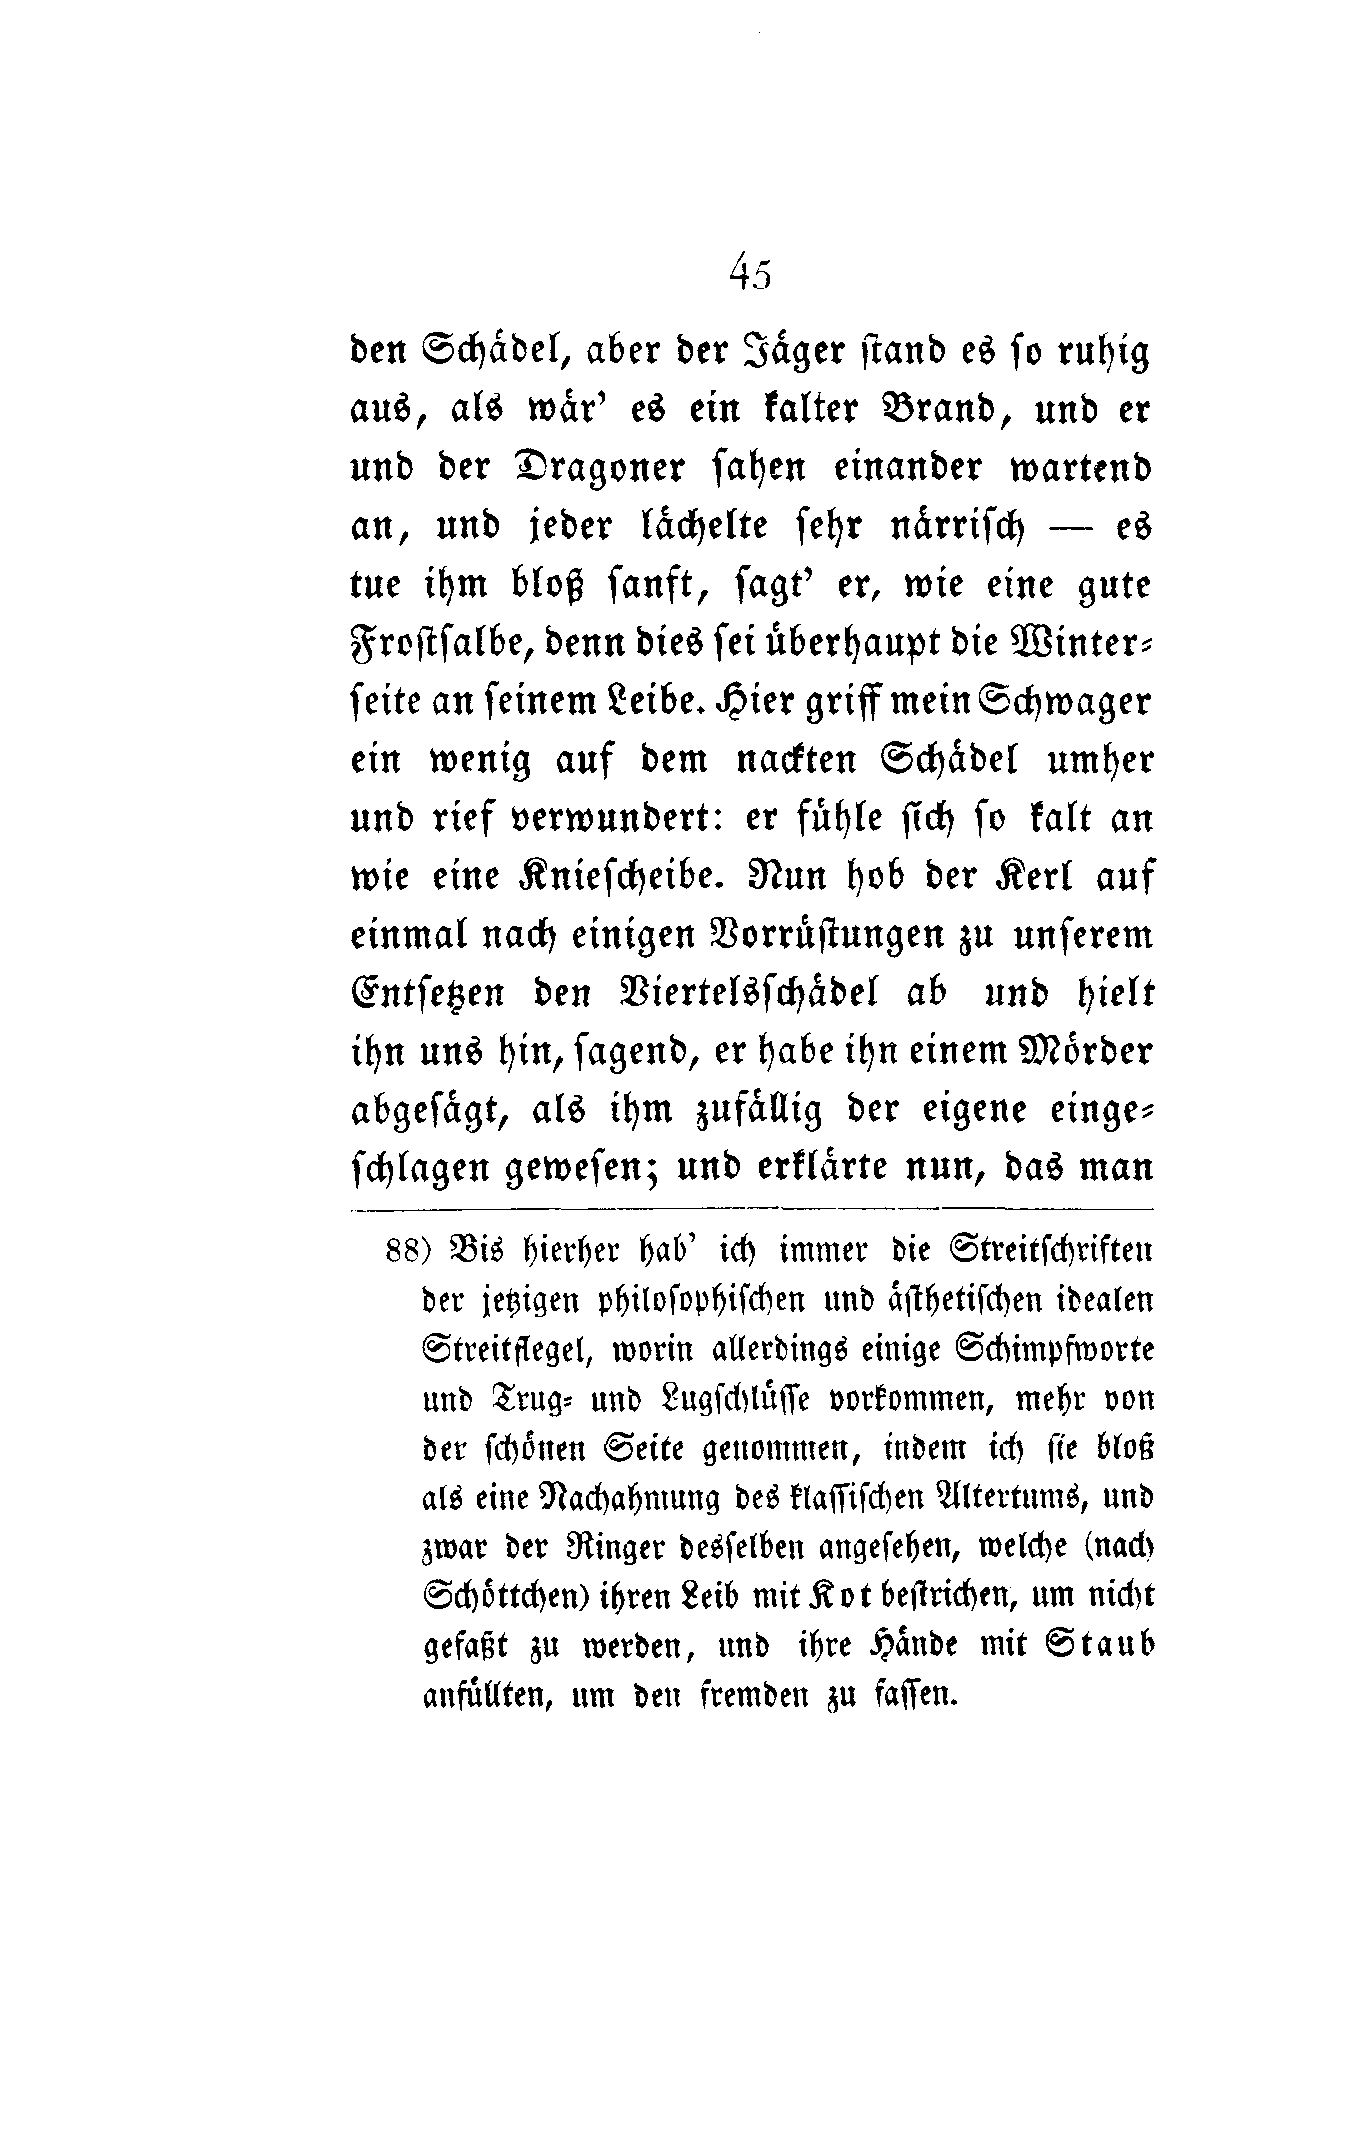 45
den Schädel, aber der Jäger stand es so ruhig
aus, als wär' es ein kalter Brand, und er
und der Dragoner sahen einander wartend
an, und jeder lächelte sehr närrisch — es
tue ihm bloß sanft, sagt' er, wie eine gute
Frostsalbe, denn dies sei überhaupt die Winter-
seite an seinem Leibe. Hier griff mein Schwager
ein wenig auf dem nackten Schädel umher
und rief verwundert: er fühle sich so kalt an
wie eine Kniescheibe. Nun hob der Kerl auf
einmal nach einigen Vorrüstungen zu unserem
Entsetzen den Viertelsschädel ab und hielt
ihn uns hin, sagend, er habe ihn einem Mörder
abgesägt, als ihm zufällig der eigene einge-
schlagen gewesen; und erklärte nun, das man
88) Bis hierher hab' ich immer die Streitschriften
der jetzigen philosophischen und ästhetischen idealen
Streitflegel, worin allerdings einige Schimpfworte
und Trug- und Lugschlüsse vorkommen, mehr von
der schönen Seite genommen, indem ich sie bloß
als eine Nachahmung des klassischen Altertums, und
zwar der Ringer desselben angesehen, welche (nach
Schöttchen) ihren Leib mit Kot bestrichen, um nicht
gefaßt zu werden, und ihre Hände mit Staub
anfüllten, um den fremden zu fassen.